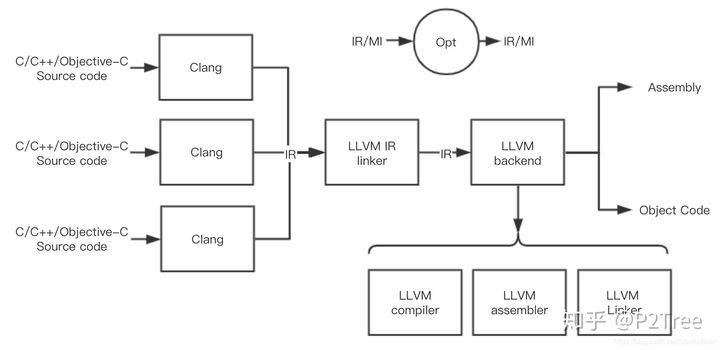 IR/MI
Opt
IR/MI
C/C++/Objective-C
Source code
Clang
C/C++/Objective-C
Source code
Clang
C/C++/Objective-C
Source code
Clang
IR
LLVM IR
linker
IR
LLVM
backend
Assembly
Object Code
LLVM
compiler
LLVM
assembler
LLVM
Linker
知乎 @P2Tree